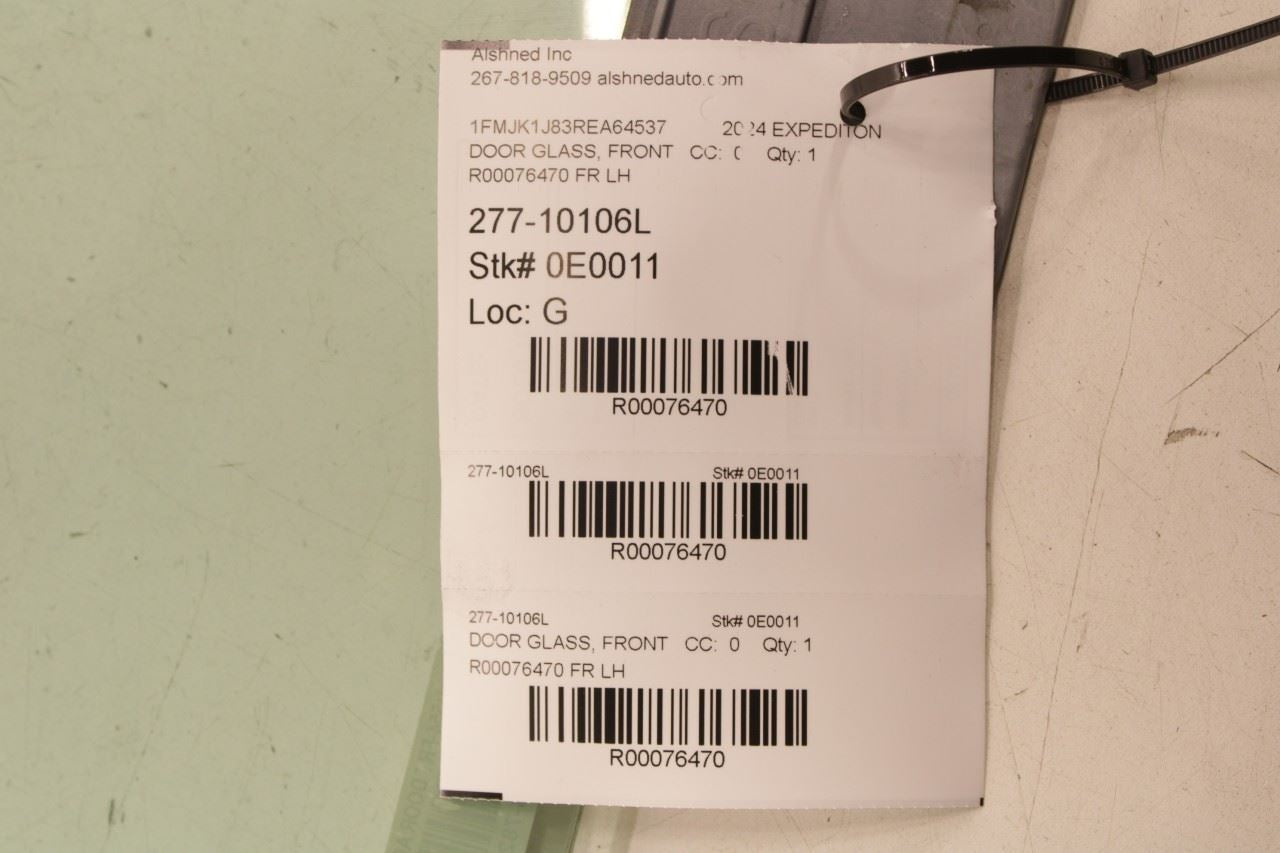 Alshned Inc
267-818-9509 alshnedauto.com
1FMJK1J83REA64537 2024 EXPEDITON
DOOR GLASS, FRONT CC: 0 Qty: 1
R00076470 FR LH
277-10106L
Stk# 0E0011
Loc: G
R00076470
277-10106L Stk# 0E0011
R00076470
277-10106L Stk# 0E0011
DOOR GLASS, FRONT CC: 0 Qty: 1
R00076470 FR LH
R00076470